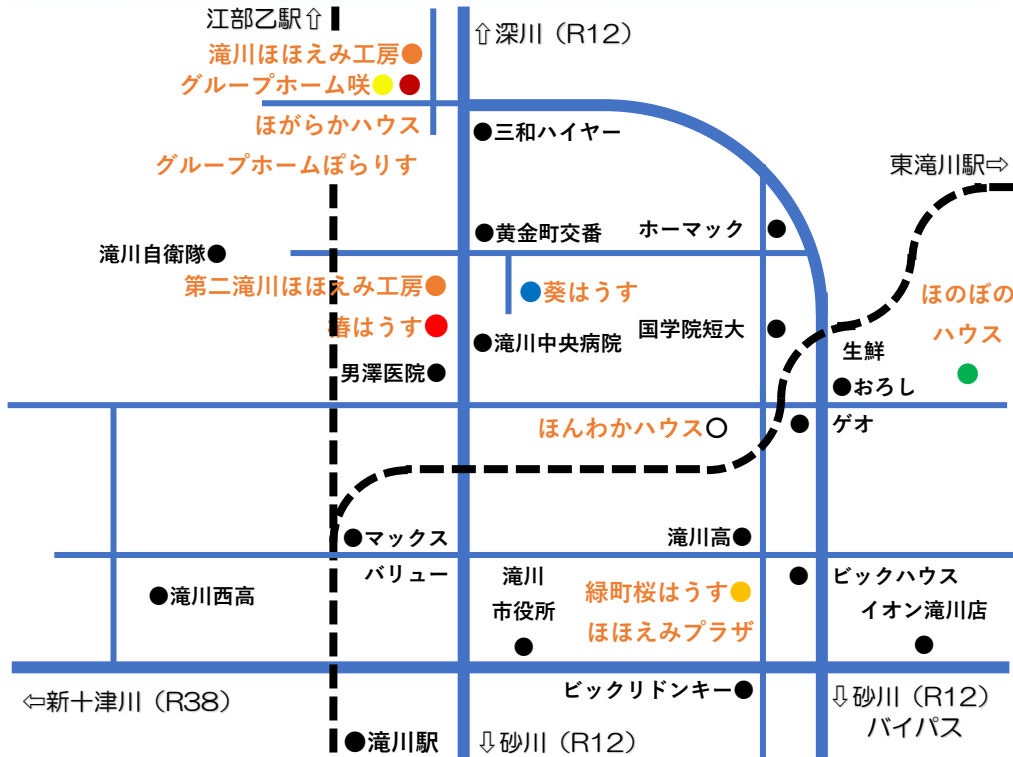 江部乙駅⇧
⇧深川（R12）
滝川ほほえみ工房
グループホーム咲
ほがらかハウス
三和ハイヤー
グループホームぽらりす
東滝川駅⇨
黄金町交番
ホーマック
滝川自衛隊
第二滝川ほほえみ工房
葵はうす
ほのぼの
ハウス
椿はうす
滝川中央病院
国学院短大
男澤医院
生鮮
おろし
ほんわかハウス
ゲオ
マックス
バリュー
滝川高
滝川西高
滝川
市役所
緑町桜はうす
ほほえみプラザ
ビックハウス
イオン滝川店
⇦新十津川（R38）
ビックリドンキー
⇩砂川（R12）
バイパス
滝川駅
⇩砂川（R12）